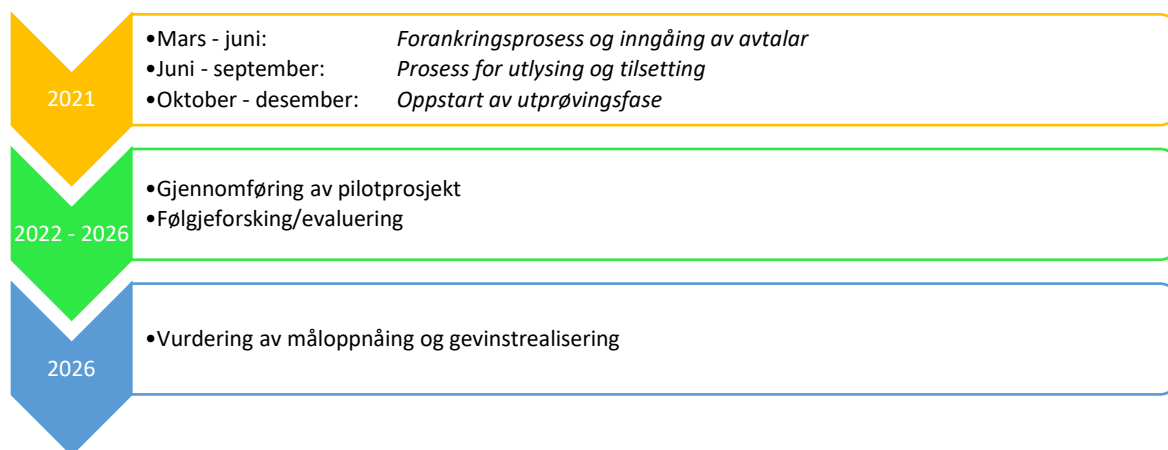 2021
•Mars - juni: Forankringsprosess og inngåing av avtalar
•Juni - september: Prosess for utlysing og tilsetting
•Oktober - desember: Oppstart av utprøvingsfase
2022 - 2026
•Gjennomføring av pilotprosjekt
•Følgjeforsking/evaluering
2026
•Vurdering av måloppnåing og gevinstrealisering